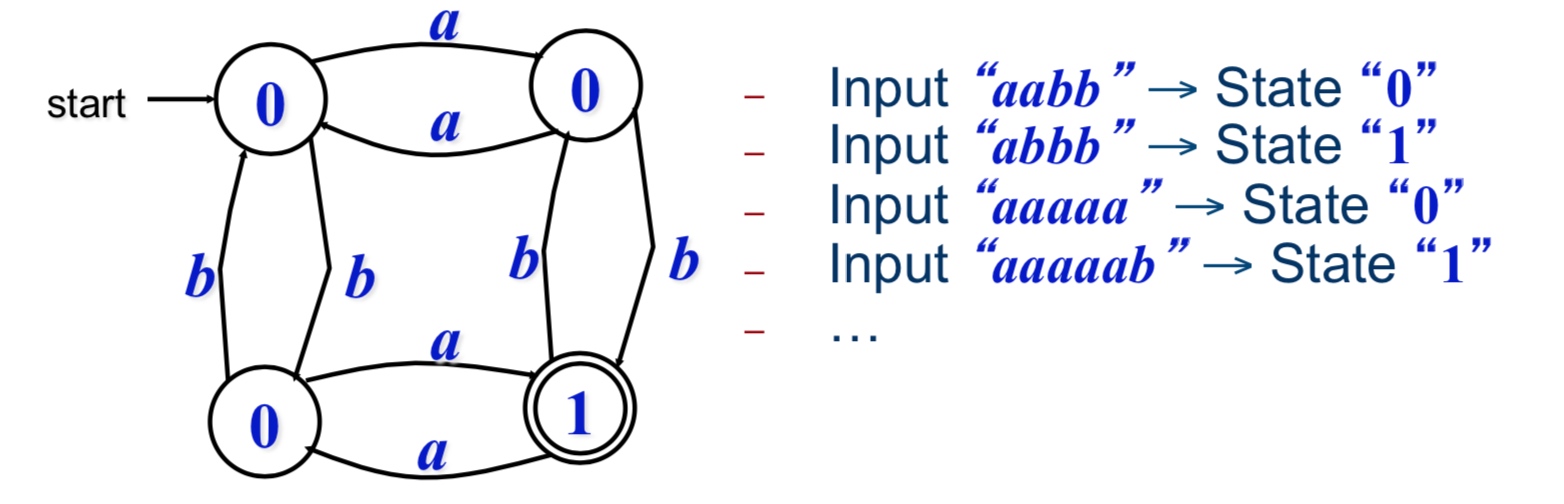 a
start
0
0
a
b
b
b
b
a
0
1
a
– Input “aabb” → State “0”
– Input “abbb” → State “1”
– Input “aaaaa” → State “0”
– Input “aaaaab” → State “1”
– …